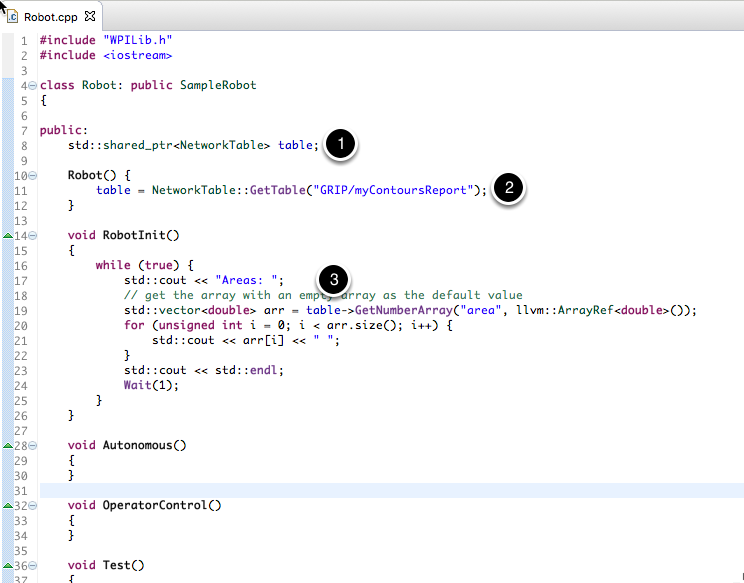 Robot.cpp
1 #include "WPILib.h"
2 #include <iostream>
3
4 class Robot: public SampleRobot
5 {
6
7 public:
8 std::shared_ptr<NetworkTable> table; 1
9
10 Robot() {
11 table = NetworkTable::GetTable("GRIP/myContoursReport"); 2
12 }
13
14 void RobotInit()
15 {
16 while (true) {
17 std::cout << "Areas: "; 3
18 // get the array with an empty array as the default value
19 std::vector<double> arr = table->GetNumberArray("area", llvm::ArrayRef<double>());
20 for (unsigned int i = 0; i < arr.size(); i++) {
21 std::cout << arr[i] << " ";
22 }
23 std::cout << std::endl;
24 Wait(1);
25 }
26 }
27
28 void Autonomous()
29 {
30 }
31
32 void OperatorControl()
33 {
34 }
35
36 void Test()
37 {